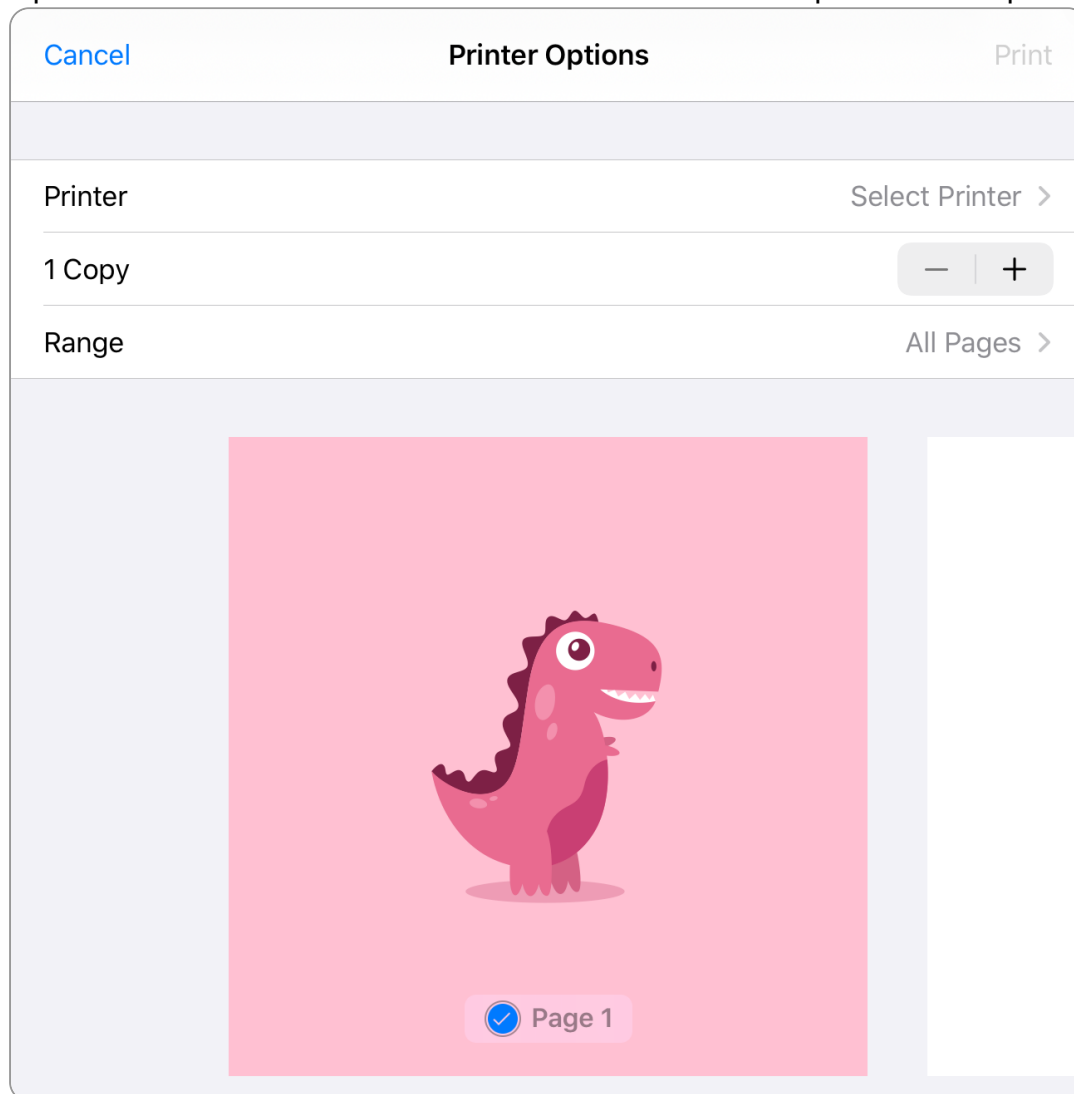 Cancel
Printer Options
Print
Printer
Select Printer
1 Copy
Range
All Pages
Page 1